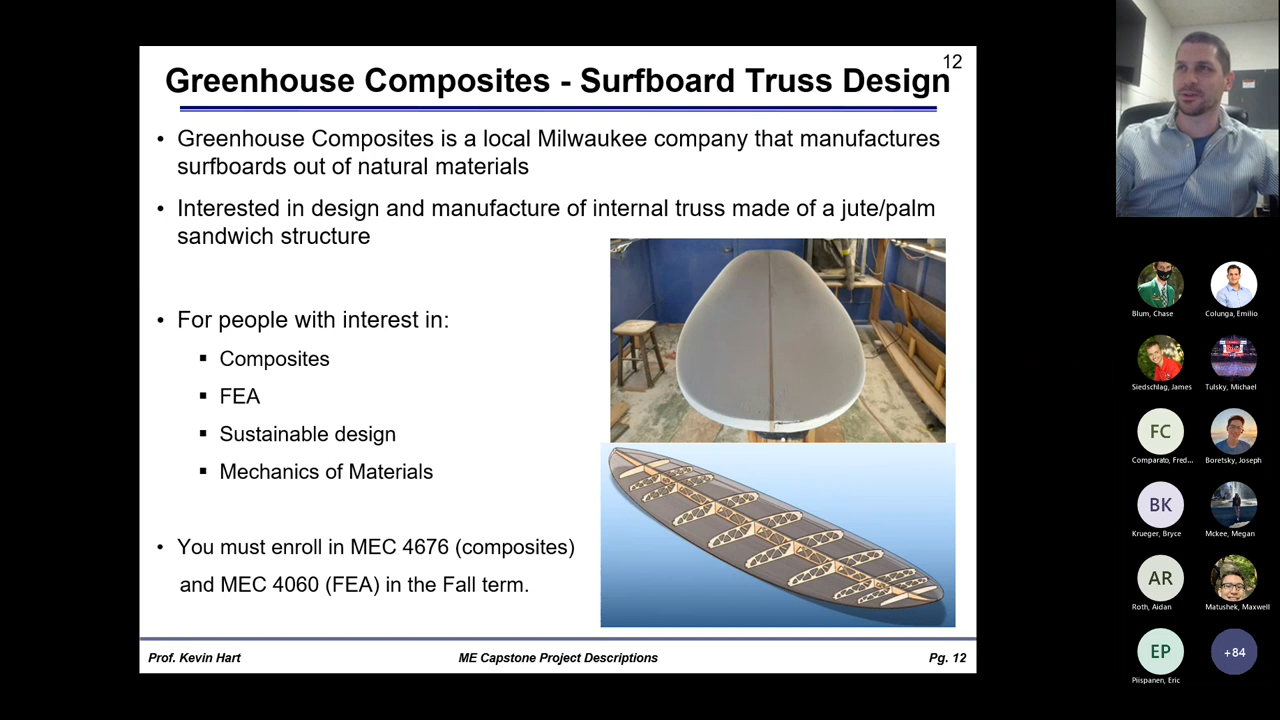 12
Greenhouse Composites - Surfboard Truss Design
• Greenhouse Composites is a local Milwaukee company that manufactures
surfboards out of natural materials
• Interested in design and manufacture of internal truss made of a jute/palm
sandwich structure
• For people with interest in:
▪ Composites
▪ FEA
▪ Sustainable design
▪ Mechanics of Materials
• You must enroll in MEC 4676 (composites)
and MEC 4060 (FEA) in the Fall term.
Prof. Kevin Hart
ME Capstone Project Descriptions
Pg. 12
Blum, Chase
Colunga, Emilio
Siedschlag, James
Tulsky, Michael
FC
Comparato, Fred...
Boretsky, Joseph
BK
Krueger, Bryce
Mckee, Megan
AR
Roth, Aidan
Matushek, Maxwell
EP
Piispanen, Eric
+84